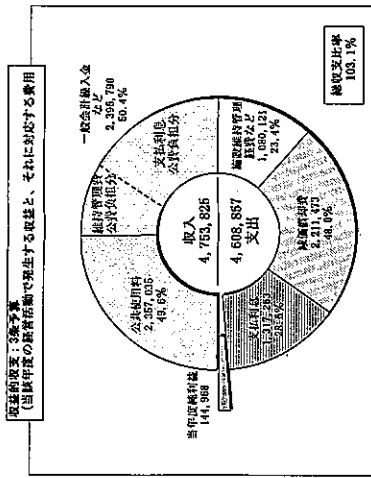 収益的収支：3条予算
(当該年度の経営活動で発生する収益と、それに対応する費用
一般会計繰入金
など
2,396,790
50.4%
維持管理費
公費負担分
支払利息
公費負担分
公共使用料
2,357,035
49.6%
収入
4,753,825
4,608,857
支出
施設維持管理
経費など
1,080,121
23.4%
減価償却費
2,211,473
48.0%
支払利息
当年度純利益
144,968
総収支比率
103.1%